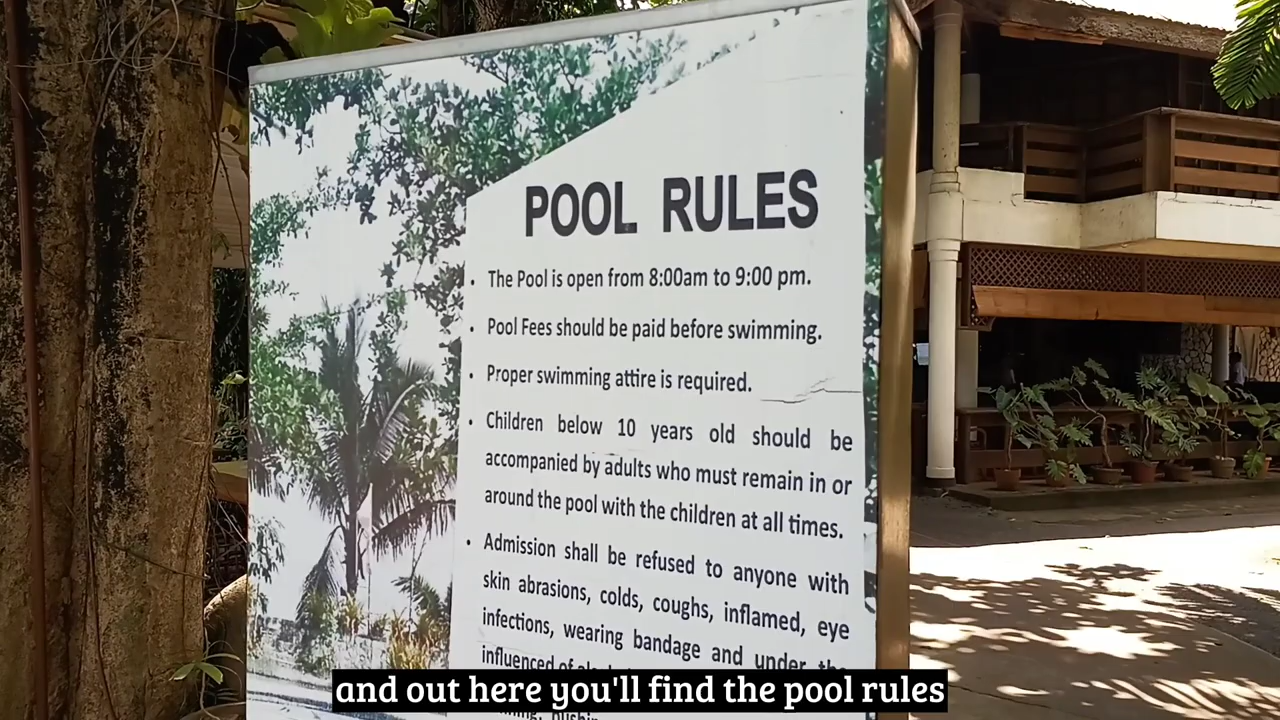 POOL RULES
• The Pool is open from 8:00am to 9:00 pm.
• Pool Fees should be paid before swimming.
• Proper swimming attire is required.
• Children below 10 years old should be
accompanied by adults who must remain in or
around the pool with the children at all times.
• Admission shall be refused to anyone with
skin abrasions, colds, coughs, inflamed, eye
infections, wearing bandage and under the
influenced of
and out here you'll find the pool rules